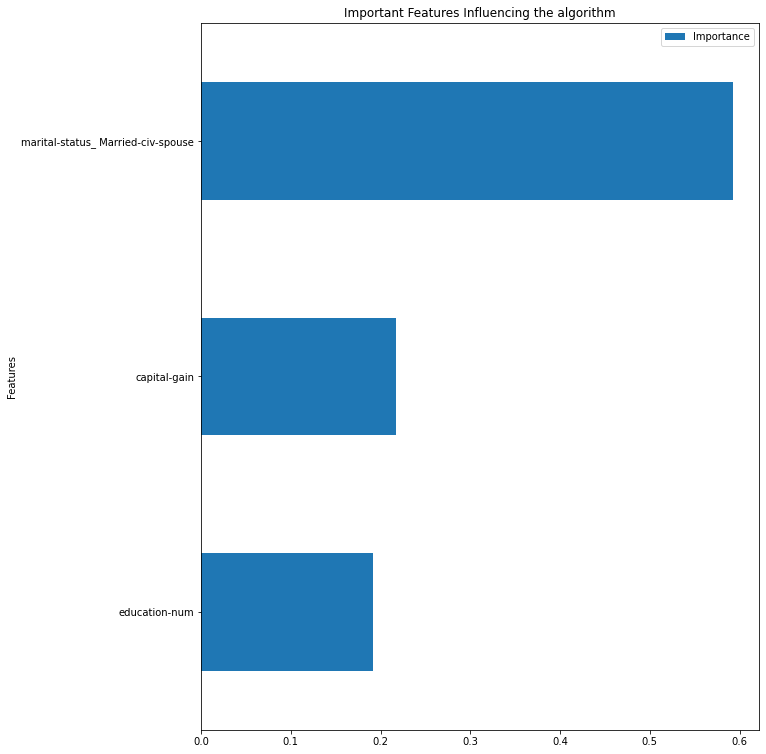 Important Features Influencing the algorithm
Importance
marital-status_ Married-civ-spouse
capital-gain
education-num
Features
0.0 0.1 0.2 0.3 0.4 0.5 0.6